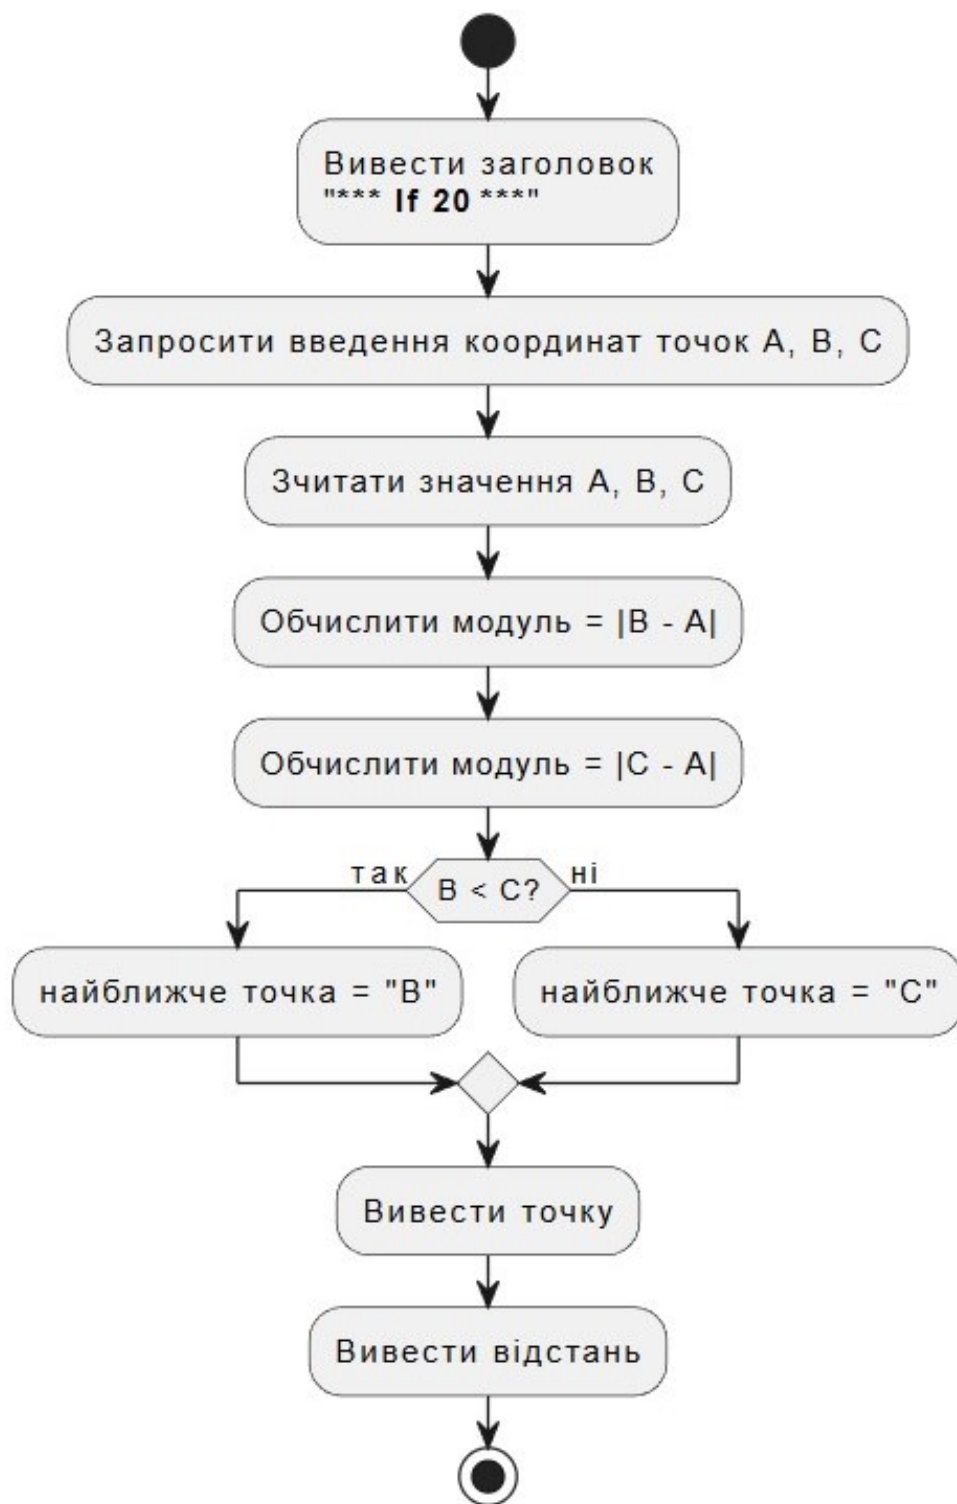 Вивести заголовок
"*** If 20 ***"
Запросити введення координат точок А, В, С
Зчитати значення А, В, С
Обчислити модуль = |В - А|
Обчислити модуль = |С - А|
так
В < С?
ні
найближче точка = "В"
найближче точка = "С"
Вивести точку
Вивести відстань